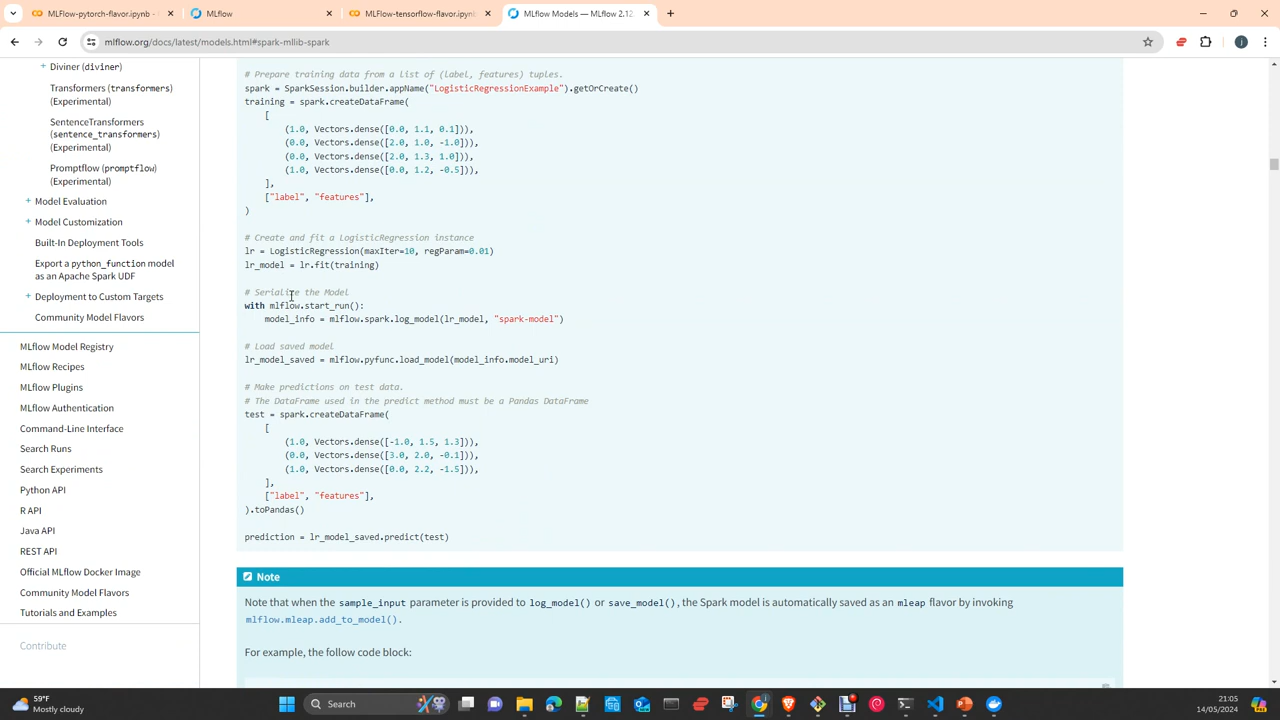 MLFlow-pytorch-flavor.ipynb -
MLflow
MLFlow-tensorflow-flavor.ipynb
MLflow Models — MLflow 2.12.
mlflow.org/docs/latest/models.html#spark-mllib-spark
Diviner (diviner)
Transformers (transformers)
(Experimental)
SentenceTransformers
(sentence_transformers)
(Experimental)
Promptflow (promptflow)
(Experimental)
Model Evaluation
Model Customization
Built-In Deployment Tools
Export a python_function model
as an Apache Spark UDF
Deployment to Custom Targets
Community Model Flavors
MLflow Model Registry
MLflow Recipes
MLflow Plugins
MLflow Authentication
Command-Line Interface
Search Runs
Search Experiments
Python API
R API
Java API
REST API
Official MLflow Docker Image
Community Model Flavors
Tutorials and Examples
Contribute
# Prepare training data from a list of (label, features) tuples.
spark = SparkSession.builder.appName("LogisticRegressionExample").getOrCreate()
training = spark.createDataFrame(
[
(1.0, Vectors.dense([0.0, 1.1, 0.1])),
(0.0, Vectors.dense([2.0, 1.0, -1.0])),
(0.0, Vectors.dense([2.0, 1.3, 1.0])),
(1.0, Vectors.dense([0.0, 1.2, -0.5])),
],
["label", "features"],
)
# Create and fit a LogisticRegression instance
lr = LogisticRegression(maxIter=10, regParam=0.01)
lr_model = lr.fit(training)
# Serialize the Model
with mlflow.start_run():
model_info = mlflow.spark.log_model(lr_model, "spark-model")
# Load saved model
lr_model_saved = mlflow.pyfunc.load_model(model_info.model_uri)
# Make predictions on test data.
# The DataFrame used in the predict method must be a Pandas DataFrame
test = spark.createDataFrame(
[
(1.0, Vectors.dense([-1.0, 1.5, 1.3])),
(0.0, Vectors.dense([3.0, 2.0, -0.1])),
(1.0, Vectors.dense([0.0, 2.2, -1.5])),
],
["label", "features"],
).toPandas()
prediction = lr_model_saved.predict(test)
Note
Note that when the sample_input parameter is provided to log_model() or save_model(), the Spark model is automatically saved as an mleap flavor by invoking
mlflow.mleap.add_to_model().
For example, the follow code block:
59°F
Mostly cloudy
Search
21:05
14/05/2024